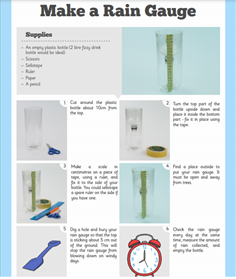 Make a Rain Gauge
Supplies
- An empty plastic bottle (2 litre fizzy drink
bottle would be ideal)
- Scissors
- Sellotape
- Ruler
- Paper
- A pencil
1 Cut around the plastic
bottle about 10cm from
the top.
2 Turn the top part of the
bottle upside down and
place it inside the bottom
part - fix it in place using
the tape.
3 Make a scale in
centimetres on a piece of
tape, using a ruler, and
fix it to the side of your
bottle. You could sellotape
a spare ruler on the side if
you have one.
4 Find a place outside to
put your rain gauge. It
must be open and away
from trees.
5 Dig a hole and bury your
rain gauge so that the top
is sticking about 5 cm out
of the ground. This will
stop the rain gauge from
blowing down on windy
days
6 Check the rain gauge
every day at the same
time, measure the amount
of rain collected, and
empty the bottle.